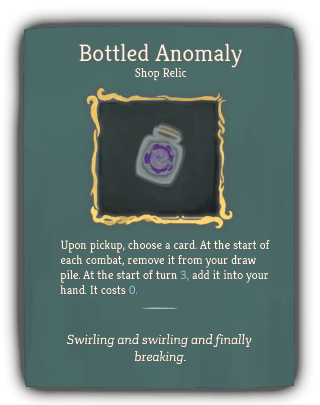 Bottled Anomaly
Shop Relic
Upon pickup, choose a card. At the start of
each combat, remove it from your draw
pile. At the start of turn 3, add it into your
hand. It costs 0.
Swirling and swirling and finally
breaking.